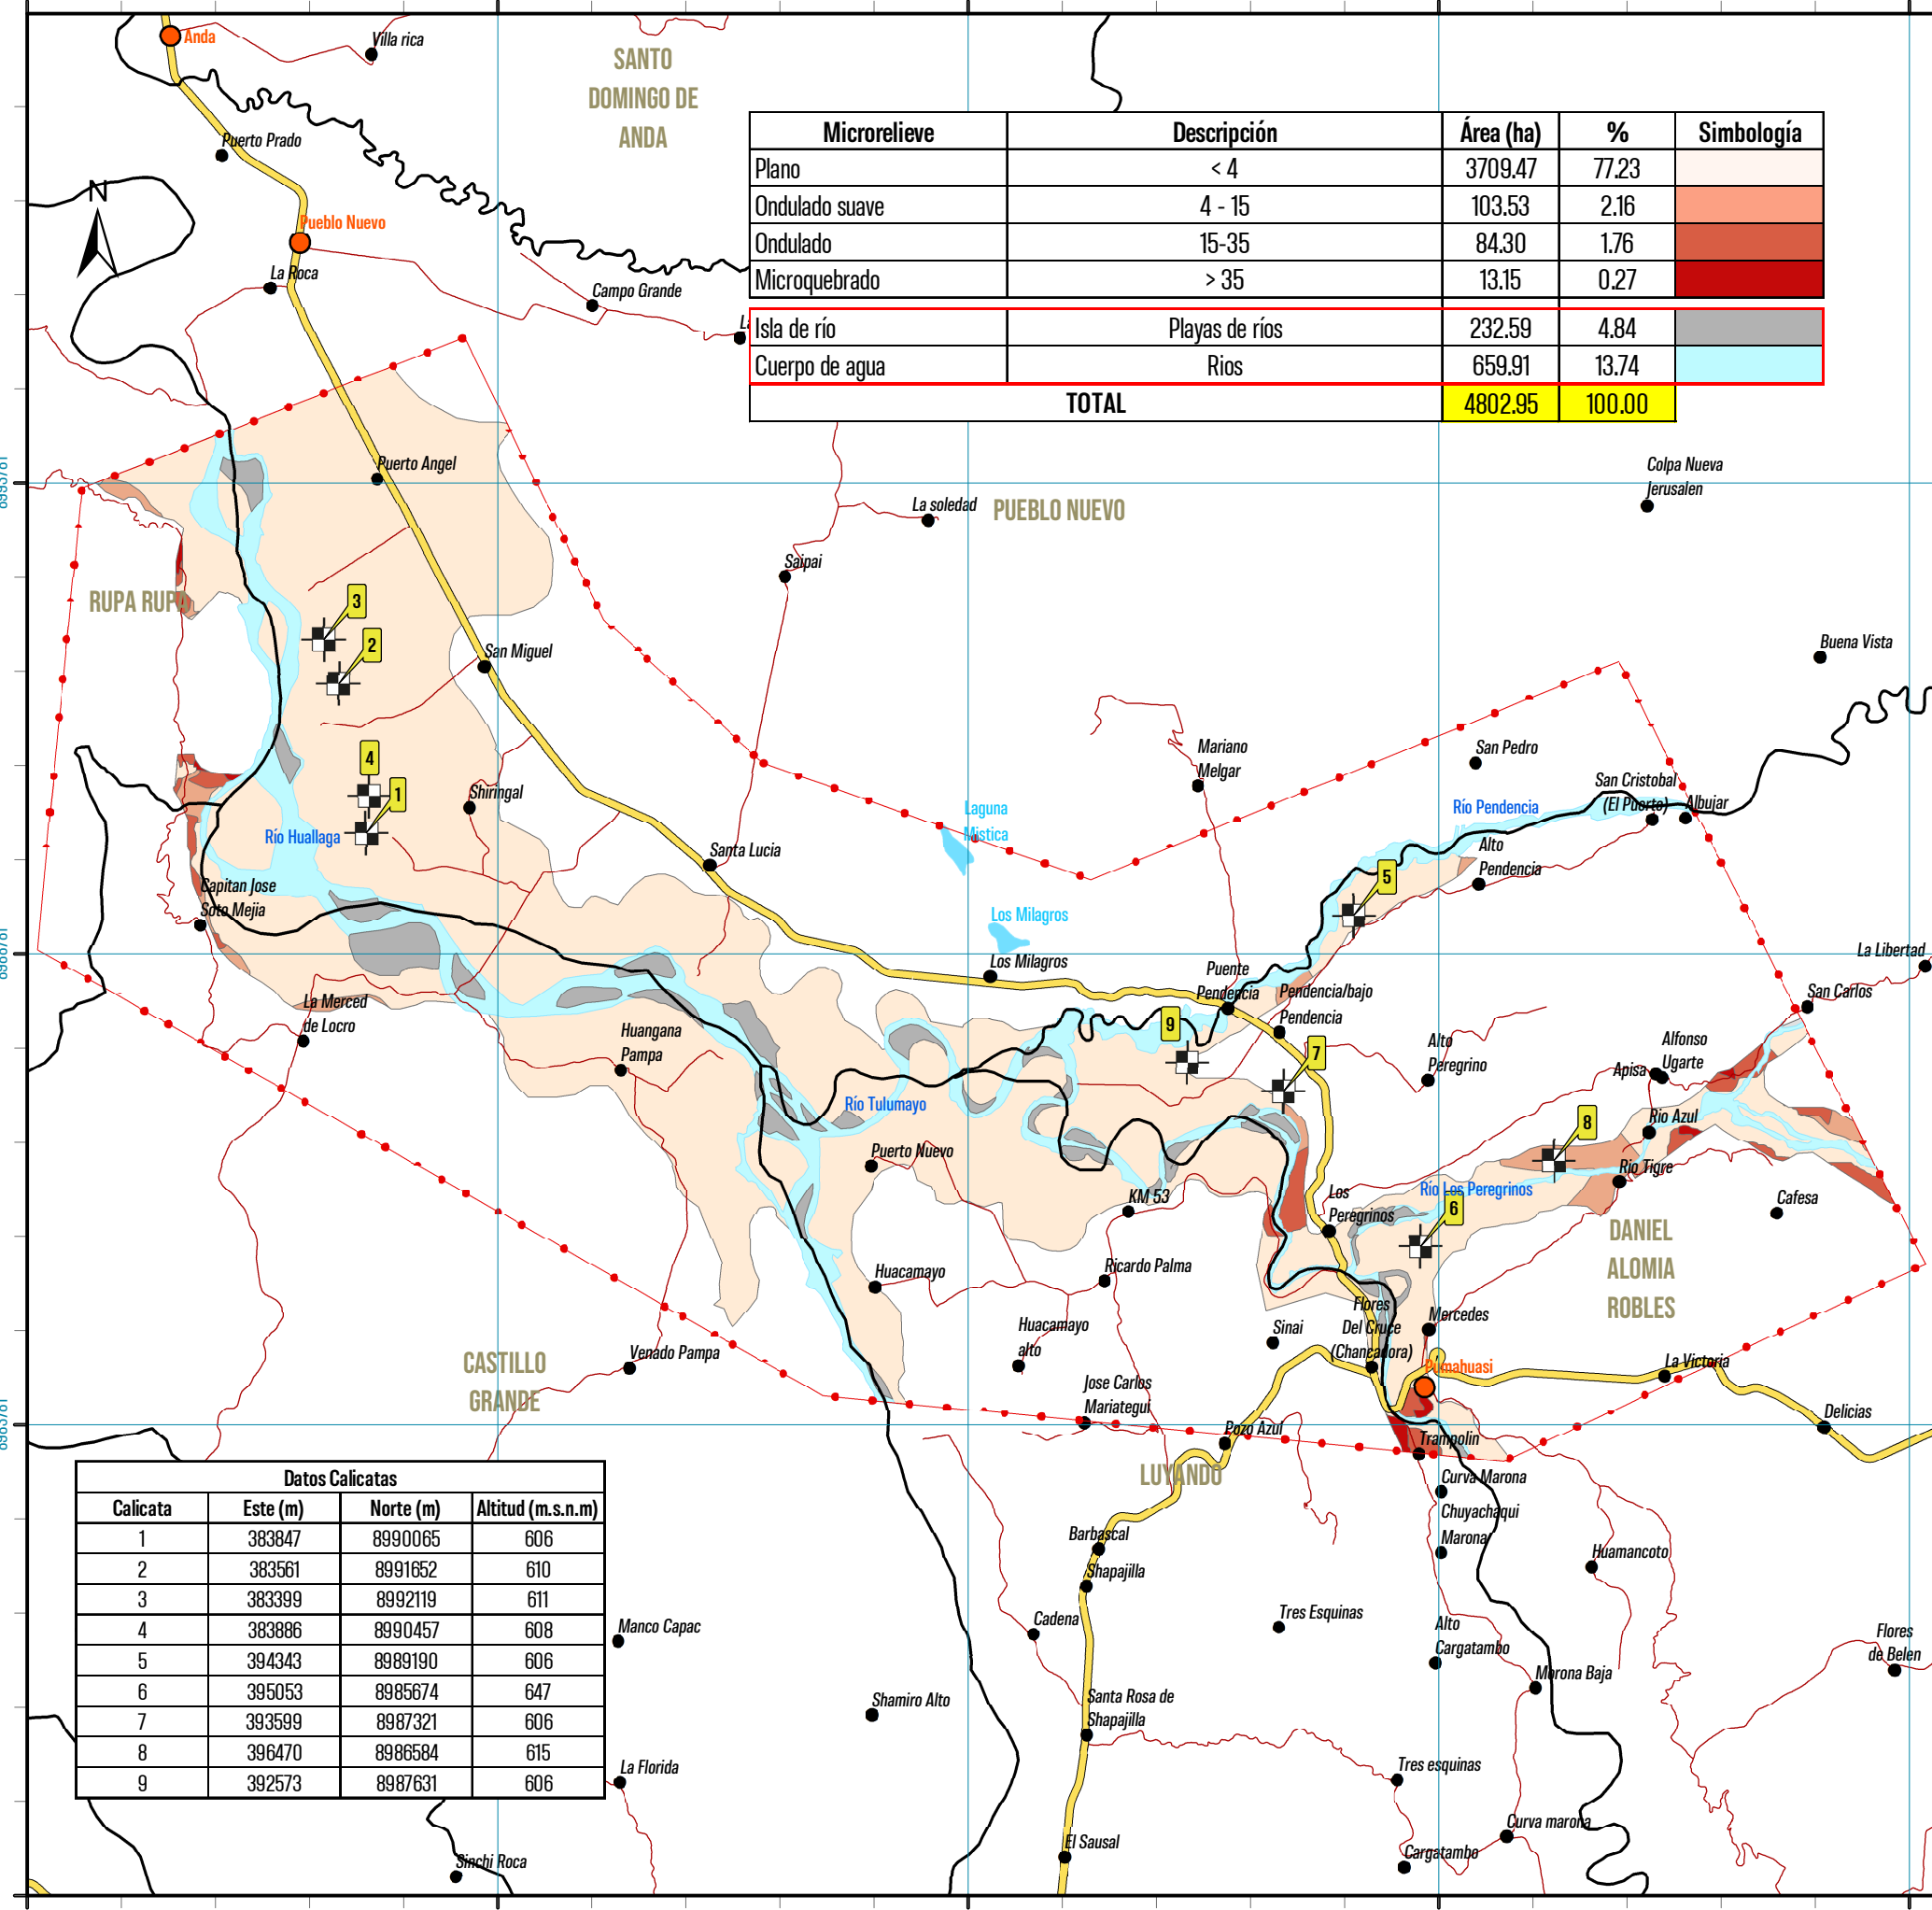 Anda
Villa rica
SANTO
DOMINGO DE
ANDA
Puerto Prado
N
Pueblo Nuevo
La Roca
Campo Grande
Microrelieve Descripción Área (ha) % Simbología
Plano < 4 3709.47 77.23
Ondulado suave 4 - 15 103.53 2.16
Ondulado 15-35 84.30 1.76
Microquebrado > 35 13.15 0.27
Isla de río Playas de ríos 232.59 4.84
Cuerpo de agua Rios 659.91 13.74
TOTAL 4802.95 100.00
Puerto Angel
La soledad
PUEBLO NUEVO
Colpa Nueva
Jerusalen
Saipai
RUPA RUPA
3
2
San Miguel
Buena Vista
4
1
Shiringal
Río Huallaga
Mariano
Melgar
San Pedro
Laguna
Mistica
Río Pendencia
San Cristobal
(El Puerto)
Albujar
Santa Lucia
Alto
Pendencia
5
Capitan Jose
Soto Mejia
Los Milagros
Los Milagros
La Libertad
Puente
Pendencia
Pendencia/bajo
Pendencia
San Carlos
La Merced
de Locro
Huangana
Pampa
9
7
Alto
Peregrino
Alfonso
Ugarte
Apisa
Río Tulumayo
Rio Azul
8
Puerto Nuevo
Rio Tigre
KM 53
Los
Peregrinos
Río Los Peregrinos
6
Cafesa
DANIEL
ALOMIA
ROBLES
Huacamayo
Ricardo Palma
Flores
Del Cruce
(Chancadora)
Mercedes
Huacamayo
alto
Sinai
Pumahuasi
La Victoria
CASTILLO
GRANDE
Venado Pampa
Jose Carlos
Mariategui
Pozo Azul
Delicias
Trampolin
LUYANDO
Curva Marona
Chuyachaqui
Marona
Datos Calicatas
Calicata Este (m) Norte (m) Altitud (m.s.n.m)
1 383847 8990065 606
2 383561 8991652 610
3 383399 8992119 611
4 383886 8990457 608
5 394343 8989190 606
6 395053 8985674 647
7 393599 8987321 606
8 396470 8986584 615
9 392573 8987631 606
Barbascal
Shapajilla
Huamancoto
Manco Capac
Cadena
Tres Esquinas
Alto
Cargatambo
Flores
de Belen
Morona Baja
Shamiro Alto
Santa Rosa de
Shapajilla
La Florida
Tres esquinas
Curva marona
El Sausal
Cargatambo
Sinchi Roca